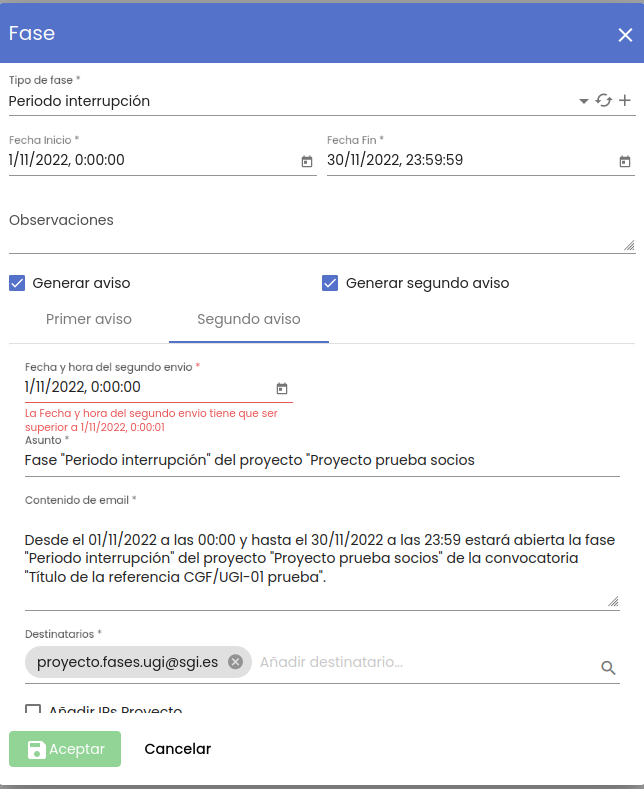 Fase
Tipo de fase *
Periodo interrupción
Fecha Inicio *
Fecha Fin *
1/11/2022, 0:00:00
30/11/2022, 23:59:59
Observaciones
Generar aviso
Generar segundo aviso
Primer aviso
Segundo aviso
Fecha y hora del segundo envio *
1/11/2022, 0:00:00
La Fecha y hora del segundo envio tiene que ser
superior a 1/11/2022, 0:00:01
Asunto *
Fase "Periodo interrupción" del proyecto "Proyecto prueba socios
Contenido de email *
Desde el 01/11/2022 a las 00:00 y hasta el 30/11/2022 a las 23:59 estará abierta la fase
"Periodo interrupción" del proyecto "Proyecto prueba socios" de la convocatoria
"Título de la referencia CGF/UGI-01 prueba".
Destinatarios *
proyecto.fases.ugi@sgi.es
Añadir destinatario...
Añadir IPs Proyecto
Aceptar
Cancelar